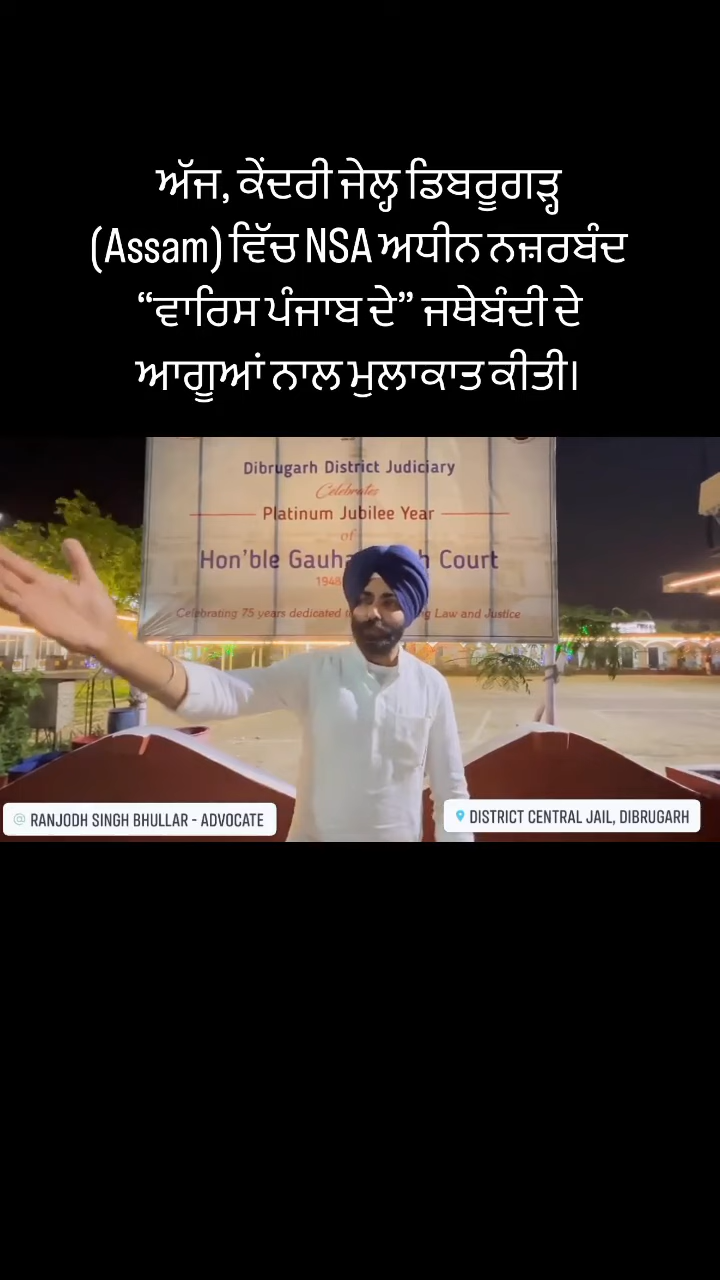 ਅੱਜ, ਕੇਂਦਰੀ ਜੇਲ੍ਹ ਡਿਬਰੂਗੜ੍ਹ
(Assam) ਵਿੱਚ NSA ਅਧੀਨ ਨਜ਼ਰਬੰਦ
“ਵਾਰਿਸ ਪੰਜਾਬ ਦੇ” ਜਥੇਬੰਦੀ ਦੇ
ਆਗੂਆਂ ਨਾਲ ਮੁਲਾਕਾਤ ਕੀਤੀ।
Dibrugarh District Judiciary
Celebrates
Platinum Jubilee Year
of
Hon'ble Gauha h Court
1948
Celebrating 75 years dedicated g Law and Justice
@ RANJODH SINGH BHULLAR - ADVOCATE
DISTRICT CENTRAL JAIL, DIBRUGARH